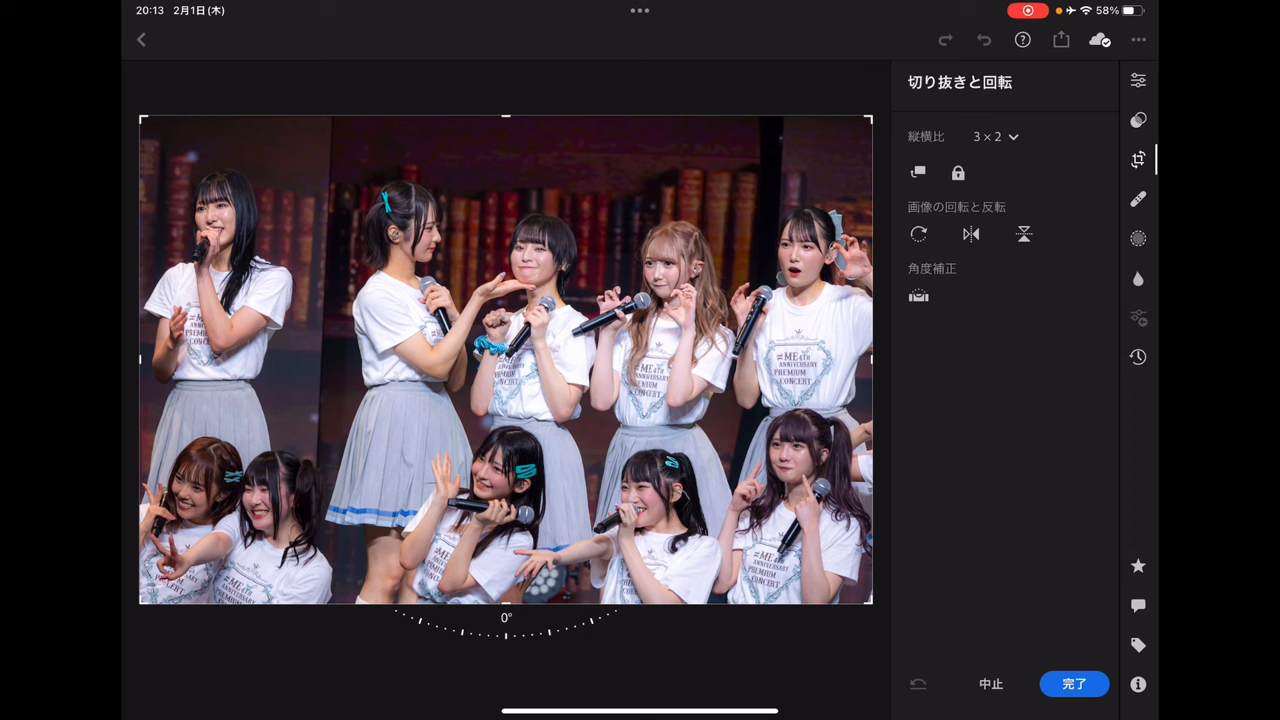 20:13 2月1日(木)
58%
切り抜きと回転
縦横比 3 × 2
画像の回転と反転
角度補正
≒ME 4TH
ANNIVERSARY
PREMIUM
CONCERT
0°
中止
完了